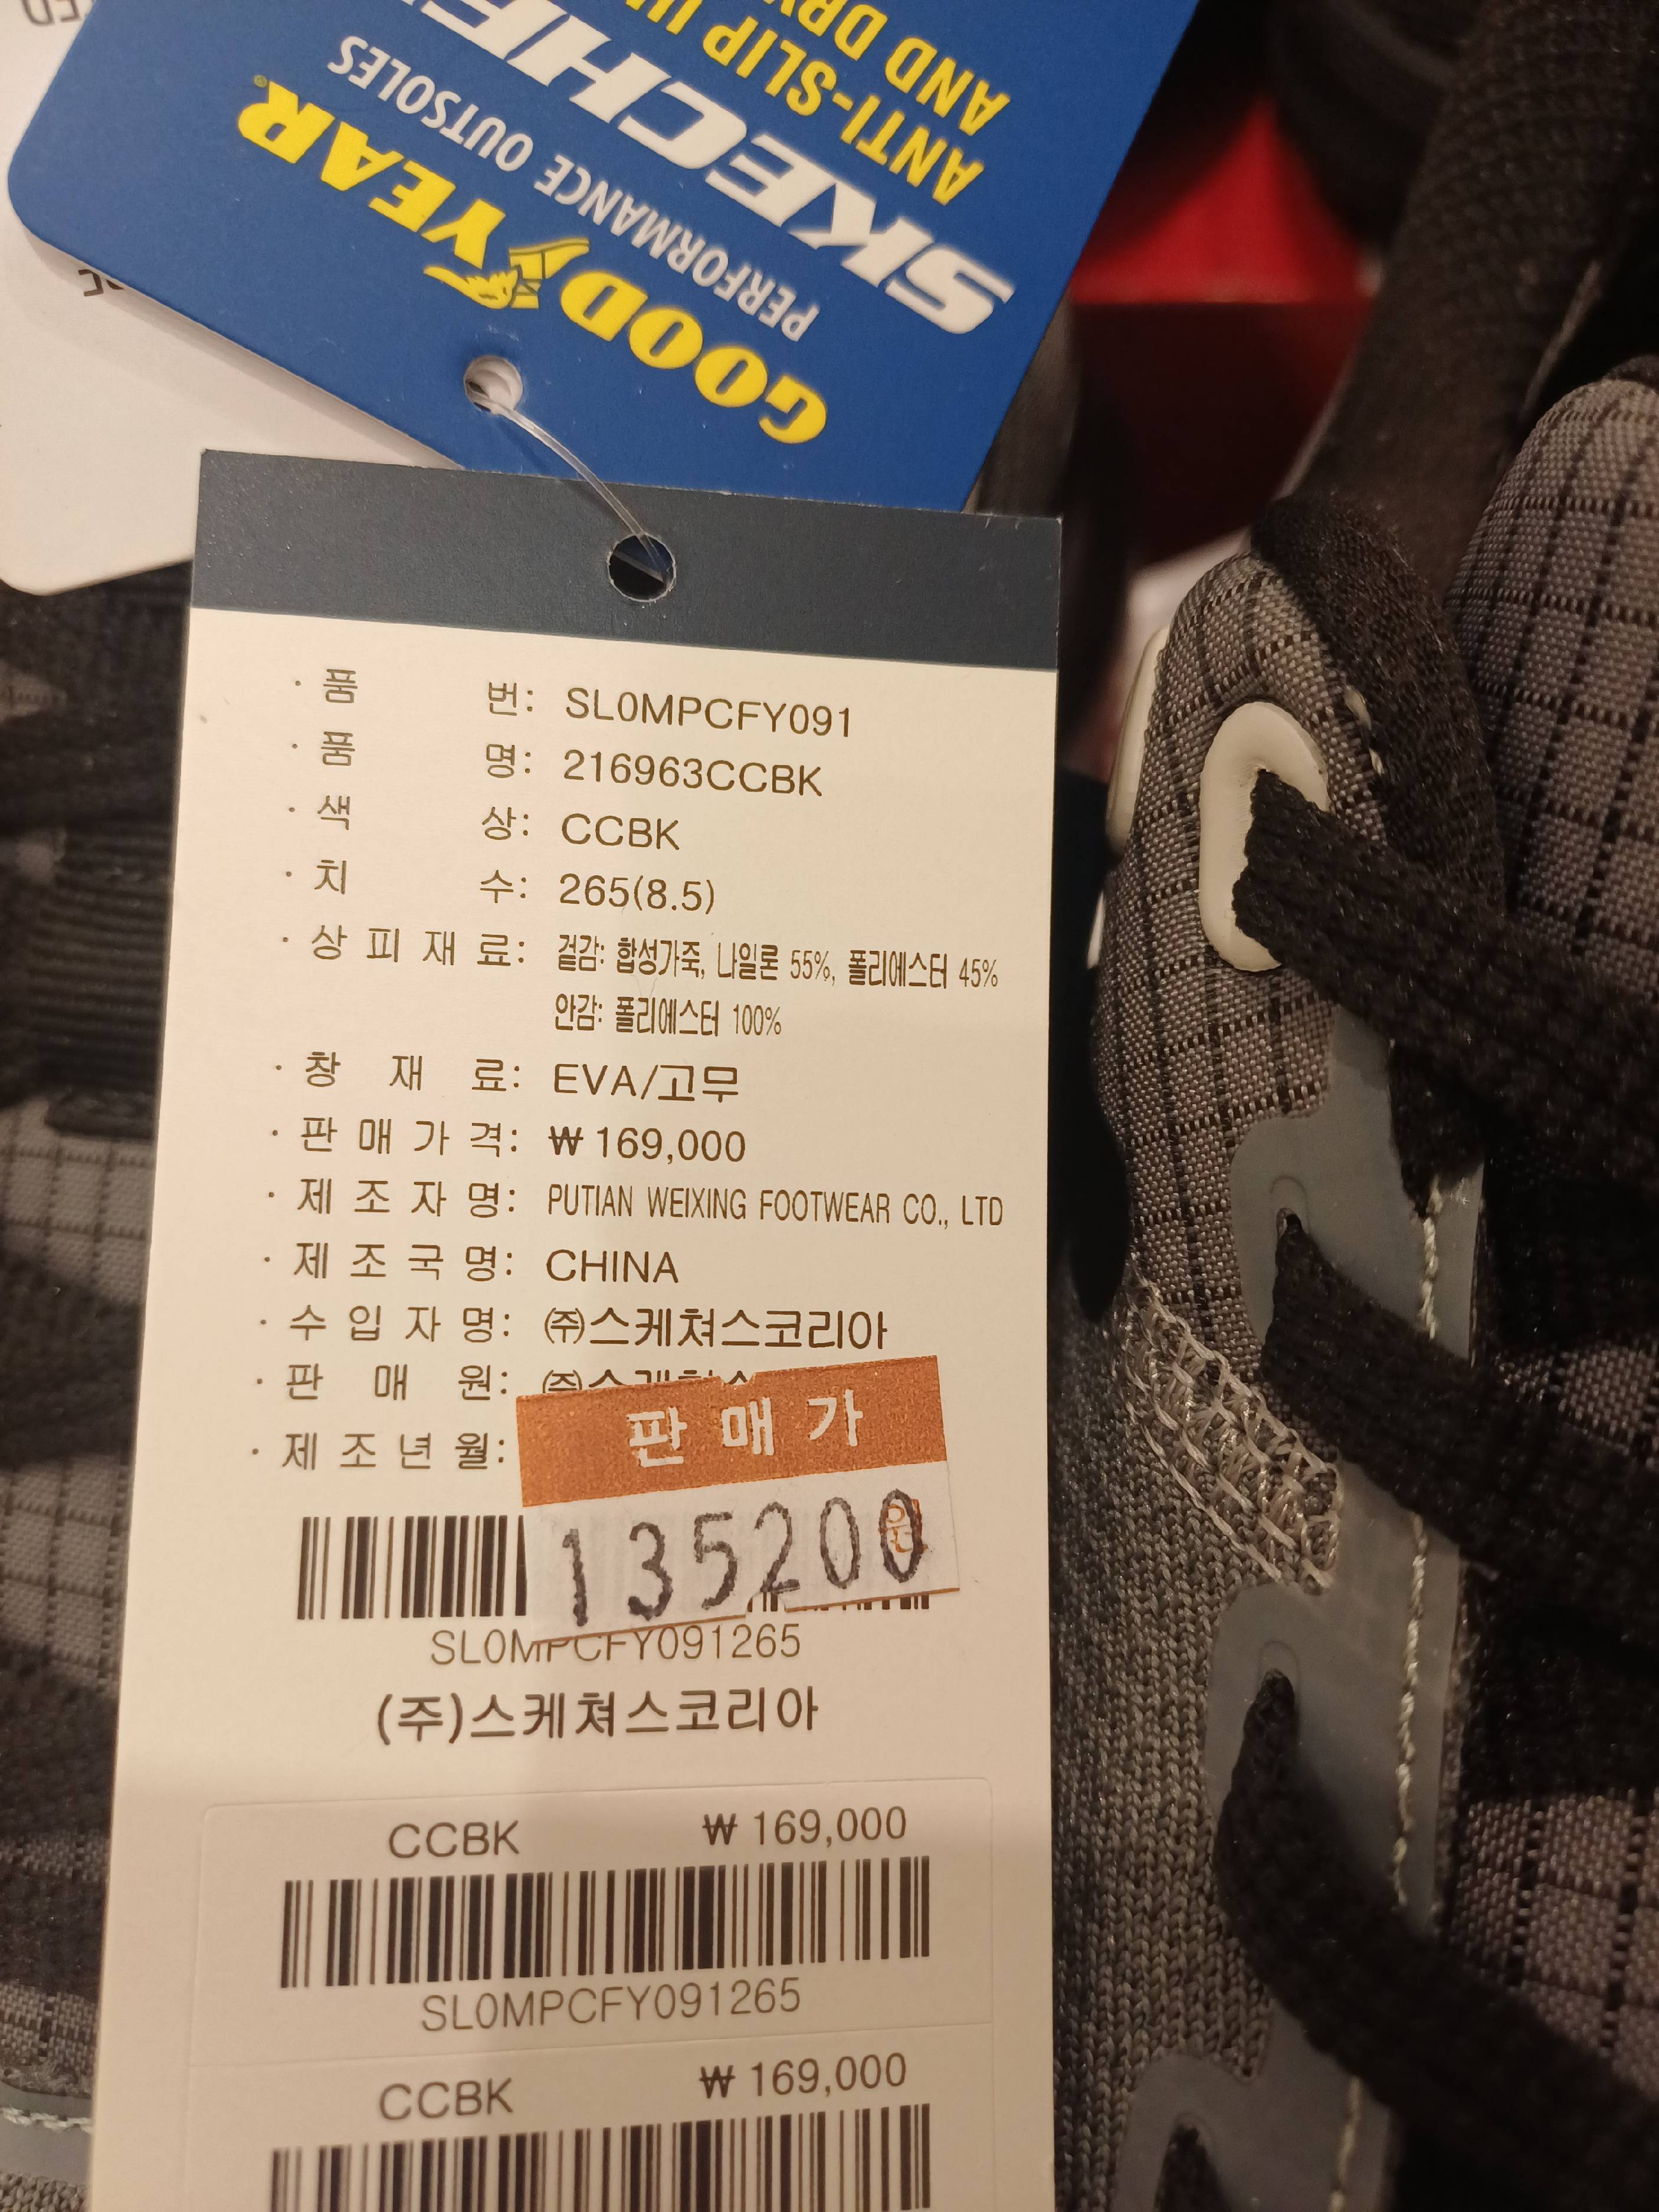 GOODYEAR
PERFORMANCE OUTSOLES
ANTI-SLIP
AND DRY
· 품 번: SL0MPCFY091
· 품 명: 216963CCBK
· 색 상: CCBK
· 치 수: 265(8.5)
· 상 피 재 료: 겉감: 합성가죽, 나일론 55%, 폴리에스터 45%
안감: 폴리에스터 100%
· 창 재 료: EVA/고무
· 판 매 가 격: ₩ 169,000
· 제 조 자 명: PUTIAN WEIXING FOOTWEAR CO., LTD
· 제 조 국 명: CHINA
· 수 입 자 명: ㈜스케쳐스코리아
· 판 매 원:
· 제 조 년 월:
판 매 가
135200
원
SL0MPCFY091265
(주)스케쳐스코리아
CCBK ₩ 169,000
SL0MPCFY091265
CCBK ₩ 169,000